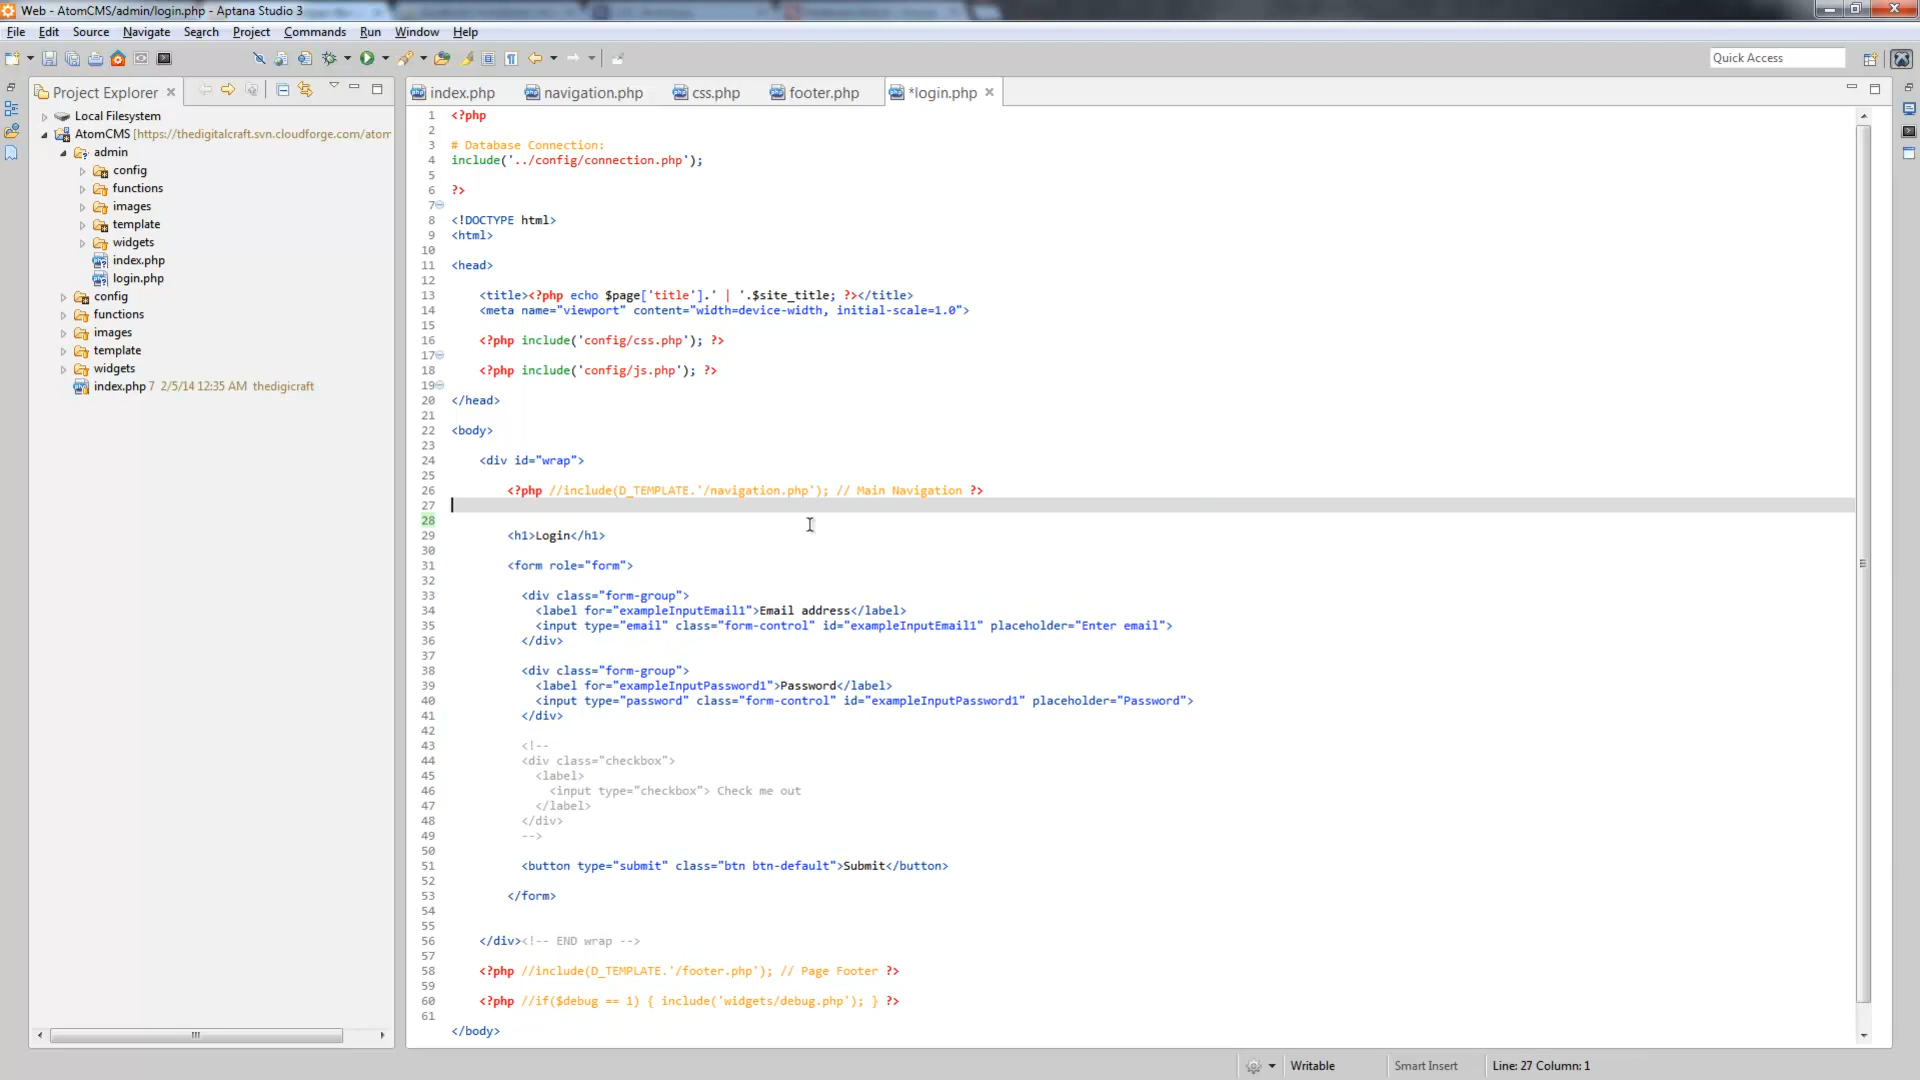 Web - AtomCMS/admin/login.php - Aptana Studio 3
File Edit Source Navigate Search Project Commands Run Window Help
Quick Access
Project Explorer
index.php navigation.php css.php footer.php *login.php
Local Filesystem
AtomCMS [https://thedigitalcraft.svn.cloudforge.com/atom
admin
config
functions
images
template
widgets
index.php
login.php
config
functions
images
template
widgets
index.php 7 2/5/14 12:35 AM thedigicraft
1 <?php
2
3 # Database Connection:
4 include('../config/connection.php');
5
6 ?>
7
8 <!DOCTYPE html>
9 <html>
10
11 <head>
12
13 <title><?php echo $page['title'].' | '.$site_title; ?></title>
14 <meta name="viewport" content="width=device-width, initial-scale=1.0">
15
16 <?php include('config/css.php'); ?>
17
18 <?php include('config/js.php'); ?>
19
20 </head>
21
22 <body>
23
24 <div id="wrap">
25
26 <?php //include(D_TEMPLATE.'/navigation.php'); // Main Navigation ?>
27
28
29 <h1>Login</h1>
30
31 <form role="form">
32
33 <div class="form-group">
34 <label for="exampleInputEmail1">Email address</label>
35 <input type="email" class="form-control" id="exampleInputEmail1" placeholder="Enter email">
36 </div>
37
38 <div class="form-group">
39 <label for="exampleInputPassword1">Password</label>
40 <input type="password" class="form-control" id="exampleInputPassword1" placeholder="Password">
41 </div>
42
43 <!--
44 <div class="checkbox">
45 <label>
46 <input type="checkbox"> Check me out
47 </label>
48 </div>
49 -->
50
51 <button type="submit" class="btn btn-default">Submit</button>
52
53 </form>
54
55
56 </div><!-- END wrap -->
57
58 <?php //include(D_TEMPLATE.'/footer.php'); // Page Footer ?>
59
60 <?php //if($debug == 1) { include('widgets/debug.php'); } ?>
61
</body>
Writable Smart Insert Line: 27 Column: 1